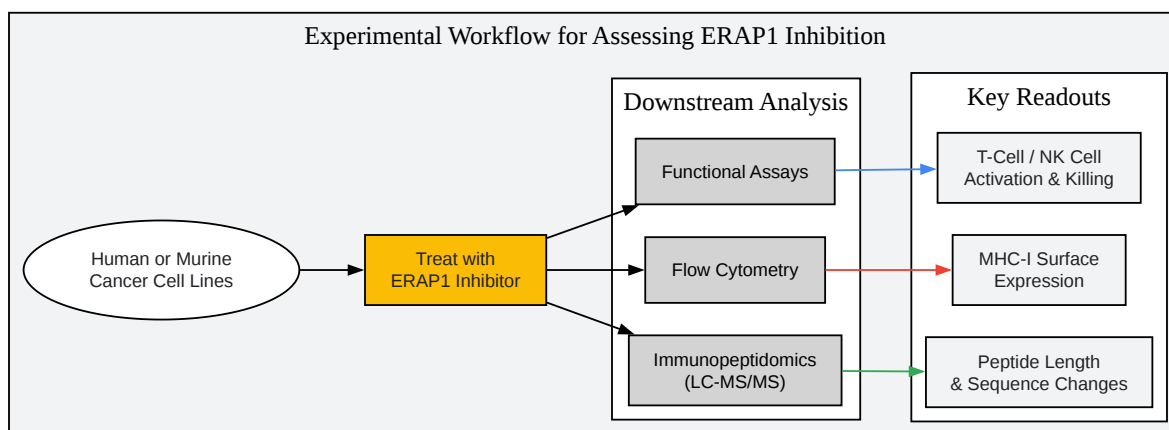 Experimental Workflow for Assessing ERAP1 Inhibition
Human or Murine
Cancer Cell Lines
Treat with
ERAP1 Inhibitor
Downstream Analysis
Functional Assays
Flow Cytometry
Immunopeptidomics
(LC-MS/MS)
Key Readouts
T-Cell / NK Cell
Activation & Killing
MHC-I Surface
Expression
Peptide Length
& Sequence Changes